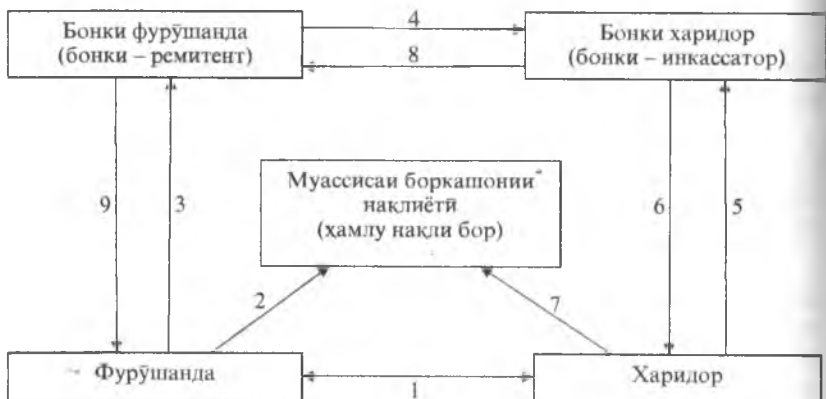 Бонки фурӯшанда
(бонки – ремитент)
4
8
Бонки харидор
(бонки – инкассатор)
Муассисаи боркашонии
нақлиётӣ
(ҳамлу нақли бор)
9
3
6
5
2
7
Фурӯшанда
1
Харидор